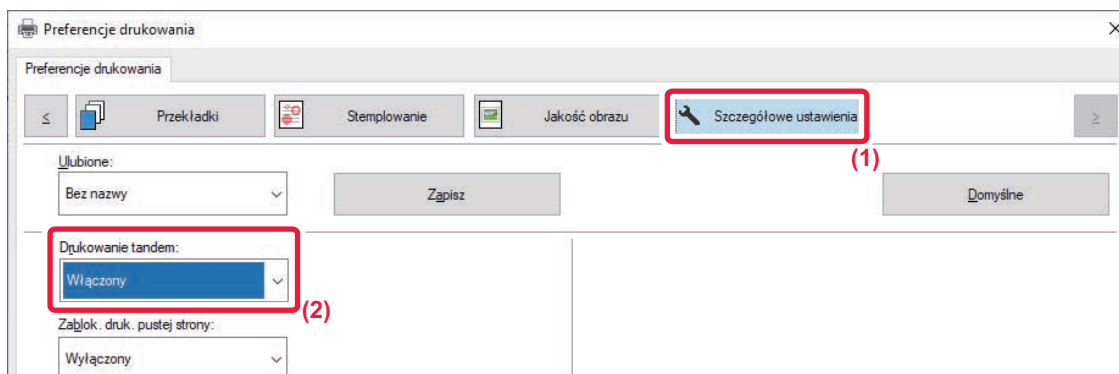 Preferencje drukowania
Preferencje drukowania
< Przekładki Stemplowanie Jakość obrazu Szczegółowe ustawienia >
(1)
Ulubione:
Bez nazwy Zapisz Domyślne
Drukowanie tandem:
Włączony
(2)
Zablok. druk. pustej strony:
Wyłączony